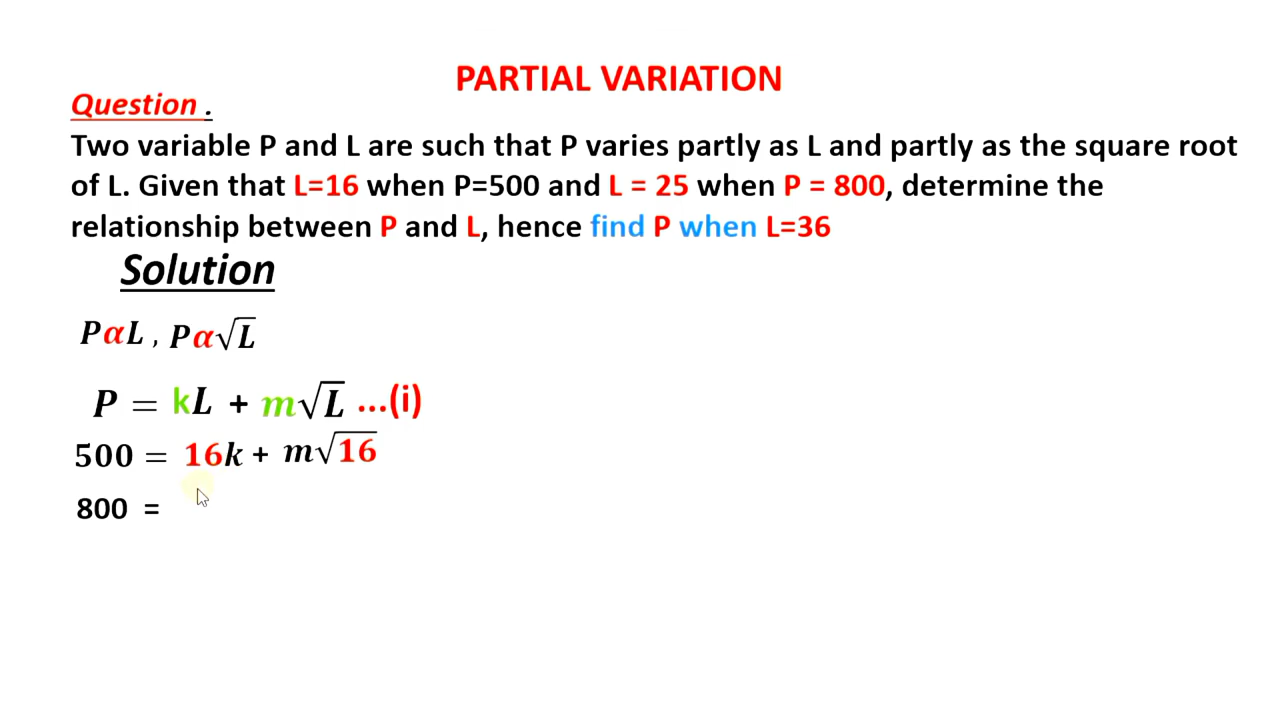 PARTIAL VARIATION
Question .
Two variable P and L are such that P varies partly as L and partly as the square root
of L. Given that L=16 when P=500 and L = 25 when P = 800, determine the
relationship between P and L, hence find P when L=36
Solution
PαL , Pα√L
P = kL + m√L ...(i)
500 = 16k + m√16
800 =